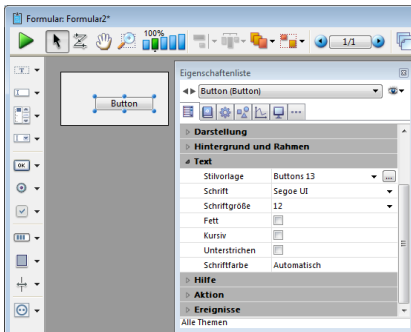 Formular: Formular2*
100%
1/1
Button
Eigenschaftenliste
Button (Button)
Darstellung
Hintergrund und Rahmen
Text
Stilvorlage Buttons 13 ...
Schrift Segoe UI
Schriftgröße 12
Fett
Kursiv
Unterstrichen
Schriftfarbe Automatisch
Hilfe
Aktion
Ereignisse
Alle Themen
OK